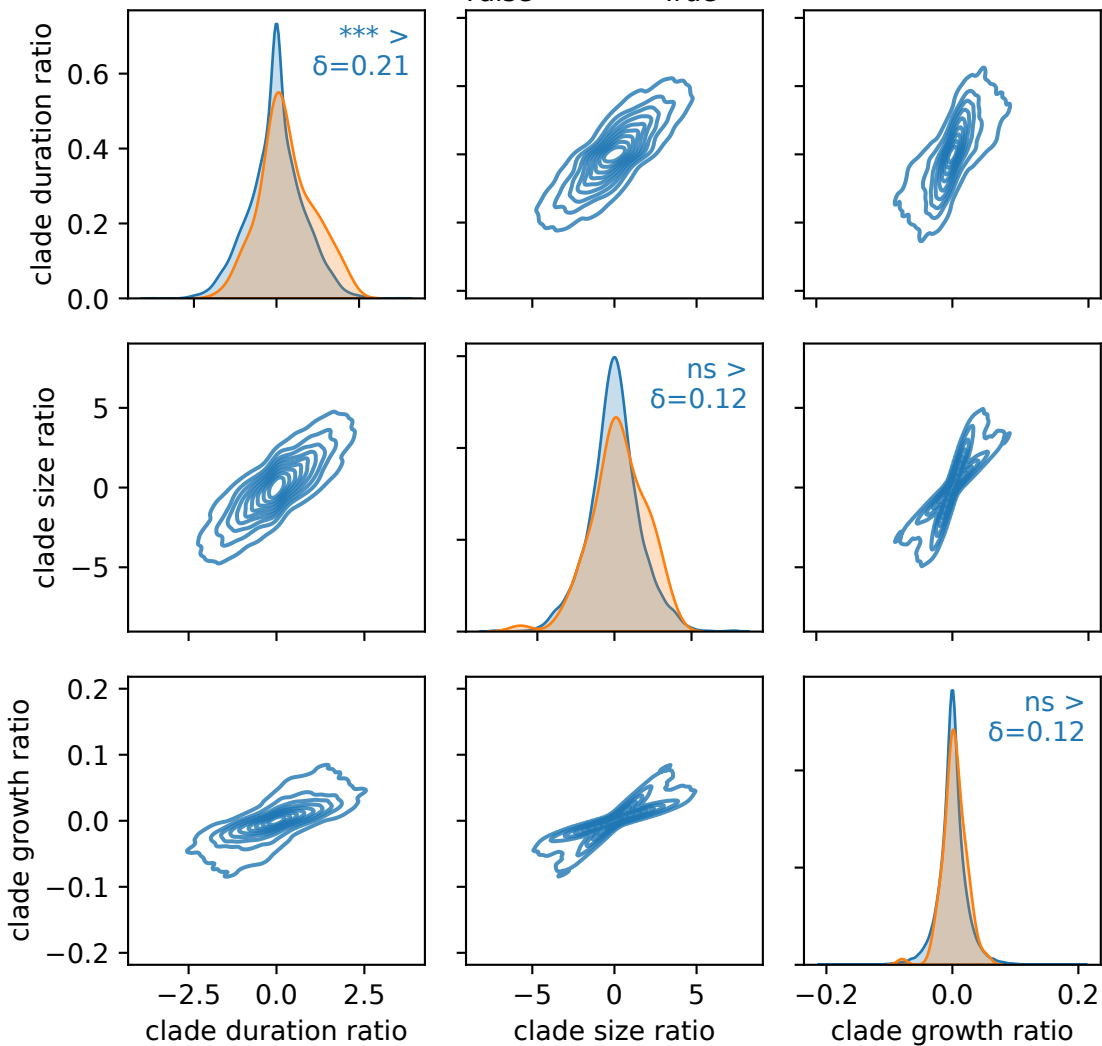 *** >
δ=0.21
clade duration ratio
0.6
0.4
0.2
0.0
ns >
δ=0.12
clade size ratio
5
0
−5
ns >
δ=0.12
clade growth ratio
0.2
0.1
0.0
−0.1
−0.2
−2.5 0.0 2.5
−5 0 5
−0.2 0.0 0.2
clade duration ratio
clade size ratio
clade growth ratio